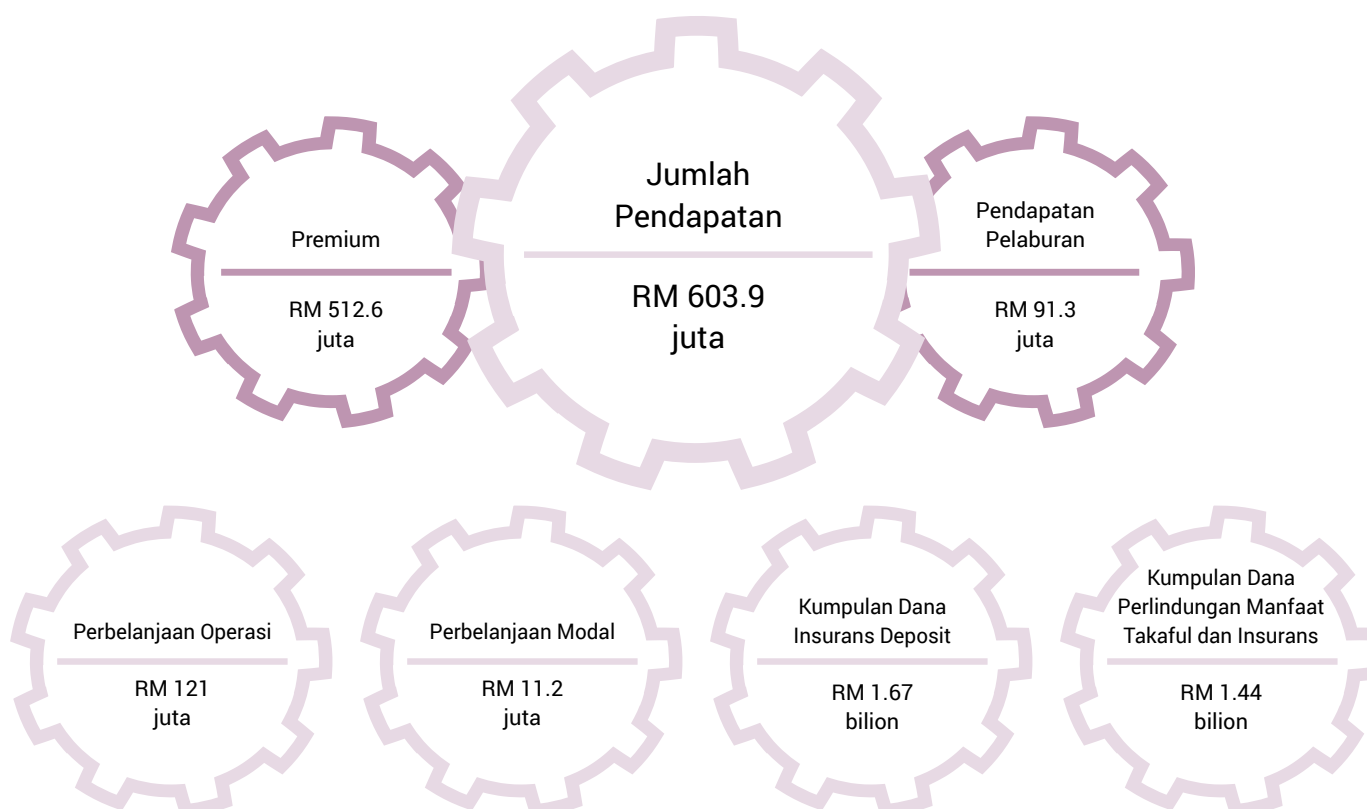 Jumlah
Pendapatan
RM 603.9
juta
Premium
RM 512.6
juta
Pendapatan
Pelaburan
RM 91.3
juta
Perbelanjaan Operasi
RM 121
juta
Perbelanjaan Modal
RM 11.2
juta
Kumpulan Dana
Insurans Deposit
RM 1.67
bilion
Kumpulan Dana
Perlindungan Manfaat
Takaful dan Insurans
RM 1.44
bilion